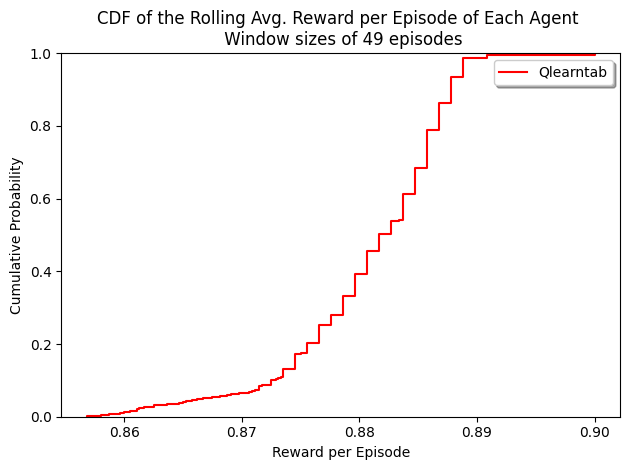 CDF of the Rolling Avg. Reward per Episode of Each Agent
Window sizes of 49 episodes
Qlearntab
Cumulative Probability
1.0
0.8
0.6
0.4
0.2
0.0
0.86 0.87 0.88 0.89 0.90
Reward per Episode